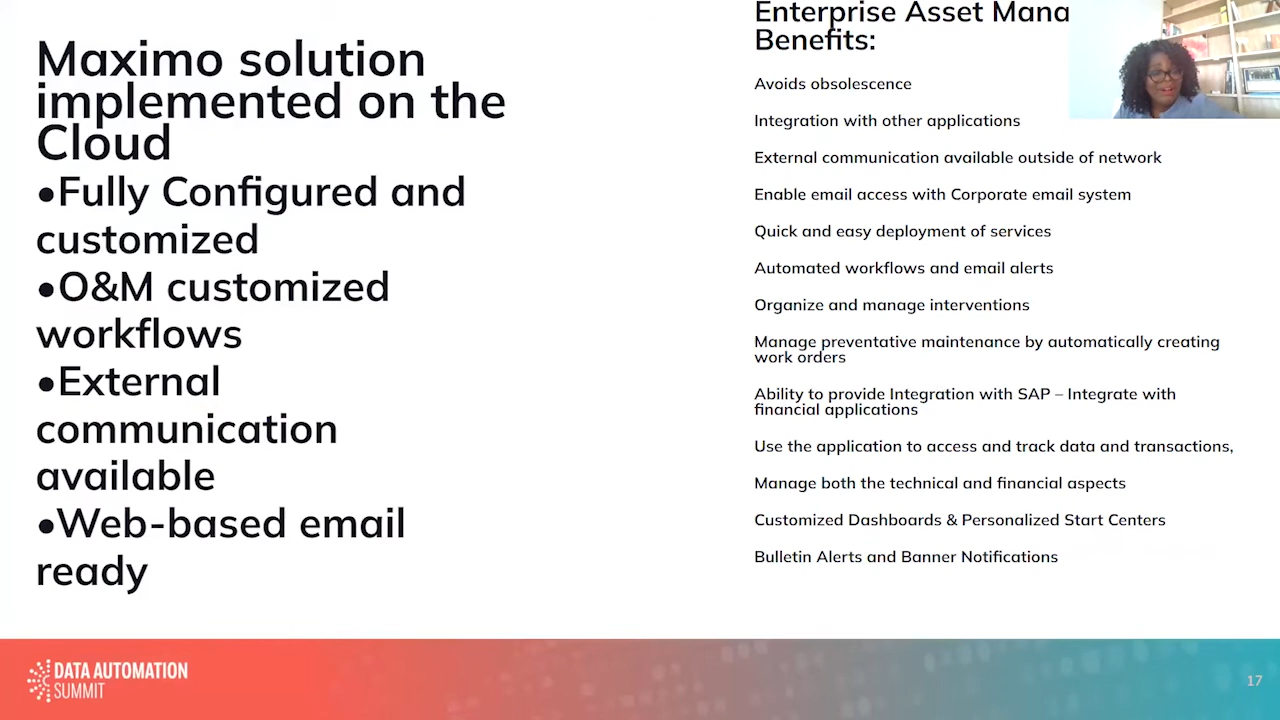 Maximo solution
implemented on the
Cloud
•Fully Configured and
customized
•O&M customized
workflows
•External
communication
available
•Web-based email
ready
Enterprise Asset Mana
Benefits:
Avoids obsolescence
Integration with other applications
External communication available outside of network
Enable email access with Corporate email system
Quick and easy deployment of services
Automated workflows and email alerts
Organize and manage interventions
Manage preventative maintenance by automatically creating
work orders
Ability to provide Integration with SAP – Integrate with
financial applications
Use the application to access and track data and transactions,
Manage both the technical and financial aspects
Customized Dashboards & Personalized Start Centers
Bulletin Alerts and Banner Notifications
DATA AUTOMATION
SUMMIT
17